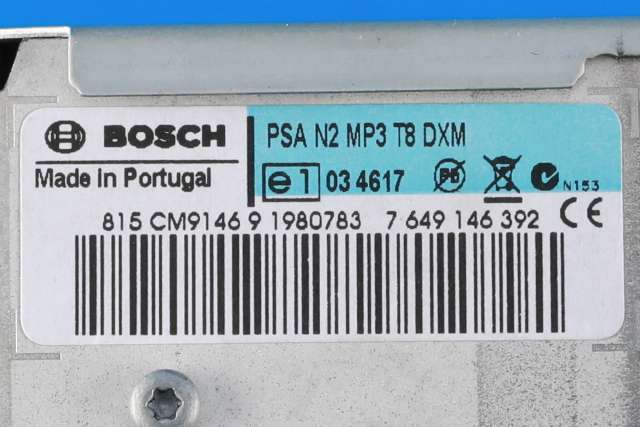 BOSCH
Made in Portugal
PSA N2 MP3 T8 DXM
e1 03 4617 Pb N153
815 CM9146 9 1980783 7 649 146 392 CE